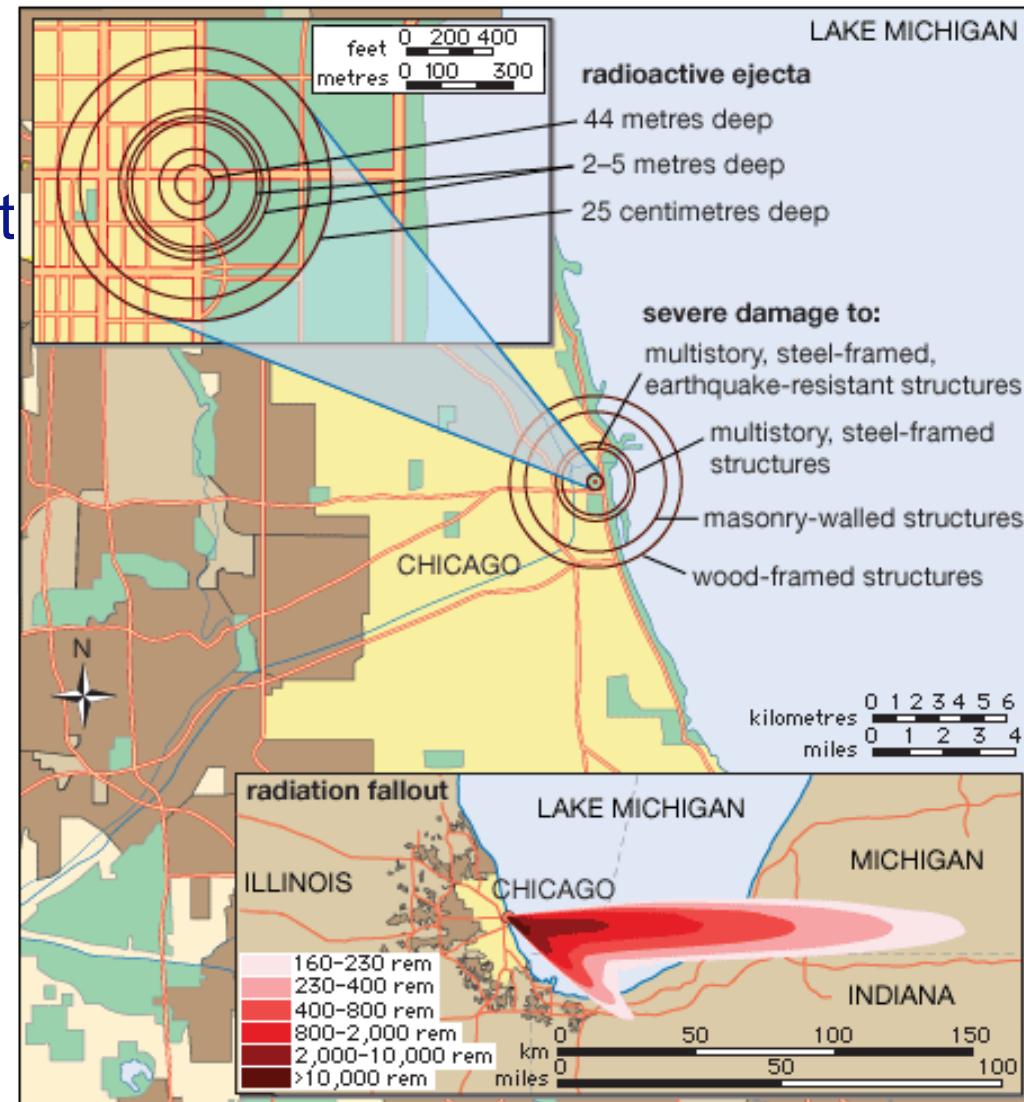 LAKE MICHIGAN
feet 0 200 400
metres 0 100 300
radioactive ejecta
44 metres deep
2–5 metres deep
t
25 centimetres deep
severe damage to:
multistory, steel-framed,
earthquake-resistant structures
multistory, steel-framed
structures
masonry-walled structures
CHICAGO
wood-framed structures
N
kilometres 0 1 2 3 4 5 6
miles 0 1 2 3 4
radiation fallout
LAKE MICHIGAN
MICHIGAN
ILLINOIS
CHICAGO
160–230 rem
230–400 rem
400–800 rem
800–2,000 rem
2,000–10,000 rem
>10,000 rem
INDIANA
km 0 50 100 150
miles 0 50 100